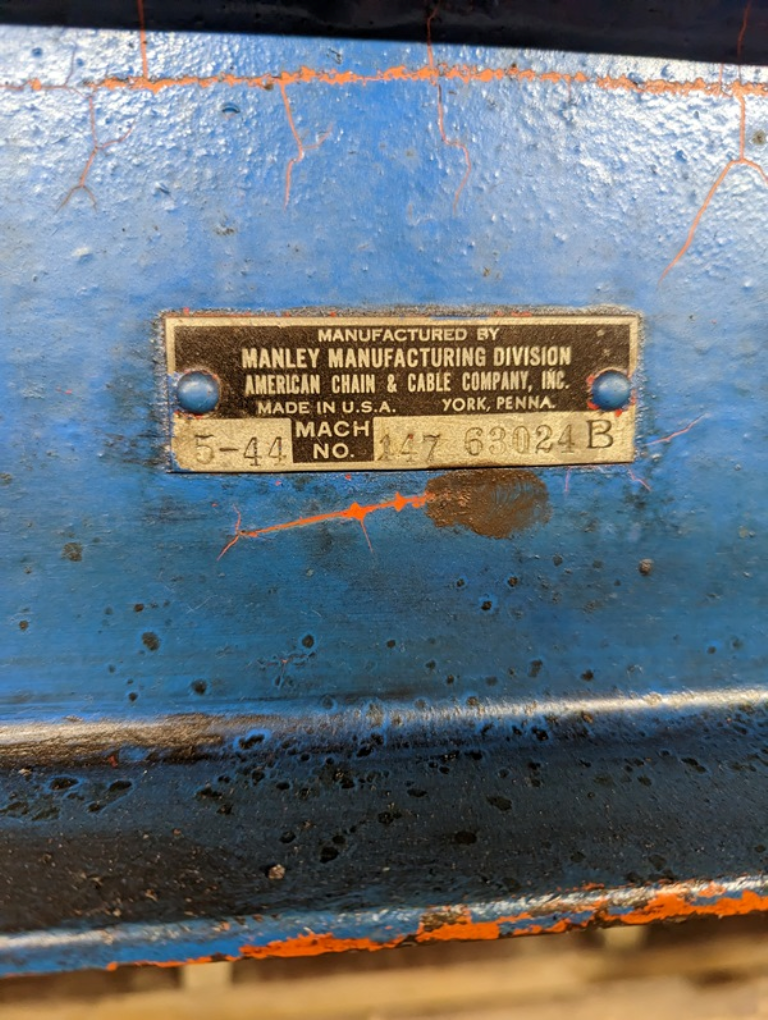 MANUFACTURED BY
MANLEY MANUFACTURING DIVISION
AMERICAN CHAIN & CABLE COMPANY, INC.
MADE IN U.S.A. YORK, PENNA.
5-44 MACH NO. 147 63024 B